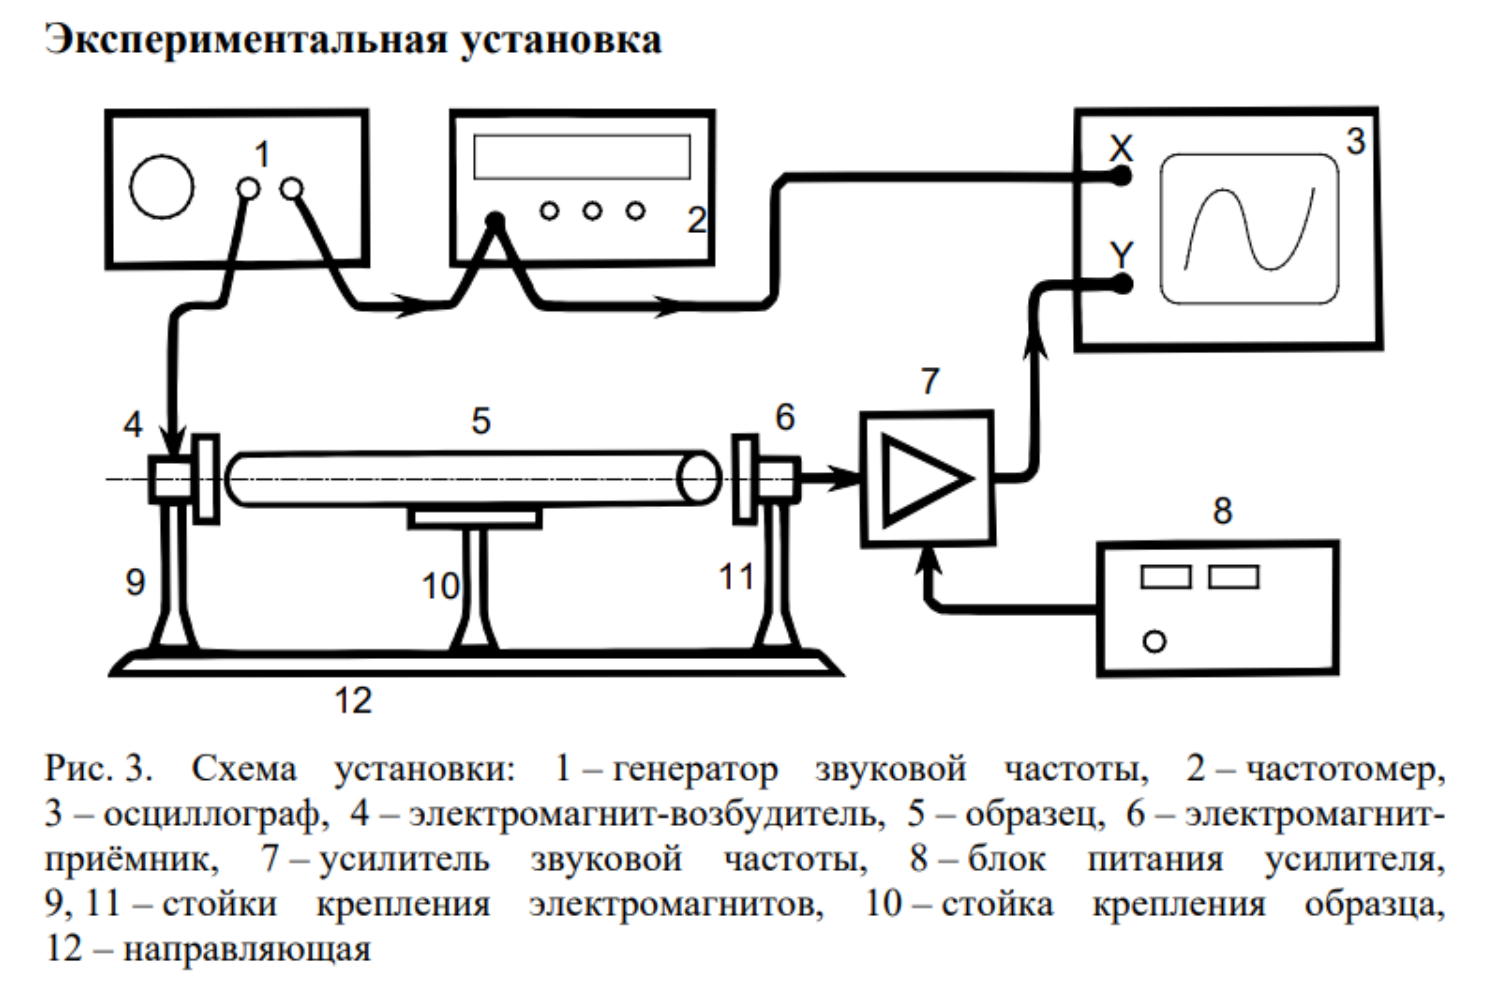 Экспериментальная установка
1
2
X
Y
3
4
5
6
7
8
9
10
11
12
Рис. 3. Схема установки: 1 – генератор звуковой частоты, 2 – частотомер,
3 – осциллограф, 4 – электромагнит-возбудитель, 5 – образец, 6 – электромагнит-
приёмник, 7 – усилитель звуковой частоты, 8 – блок питания усилителя,
9, 11 – стойки крепления электромагнитов, 10 – стойка крепления образца,
12 – направляющая